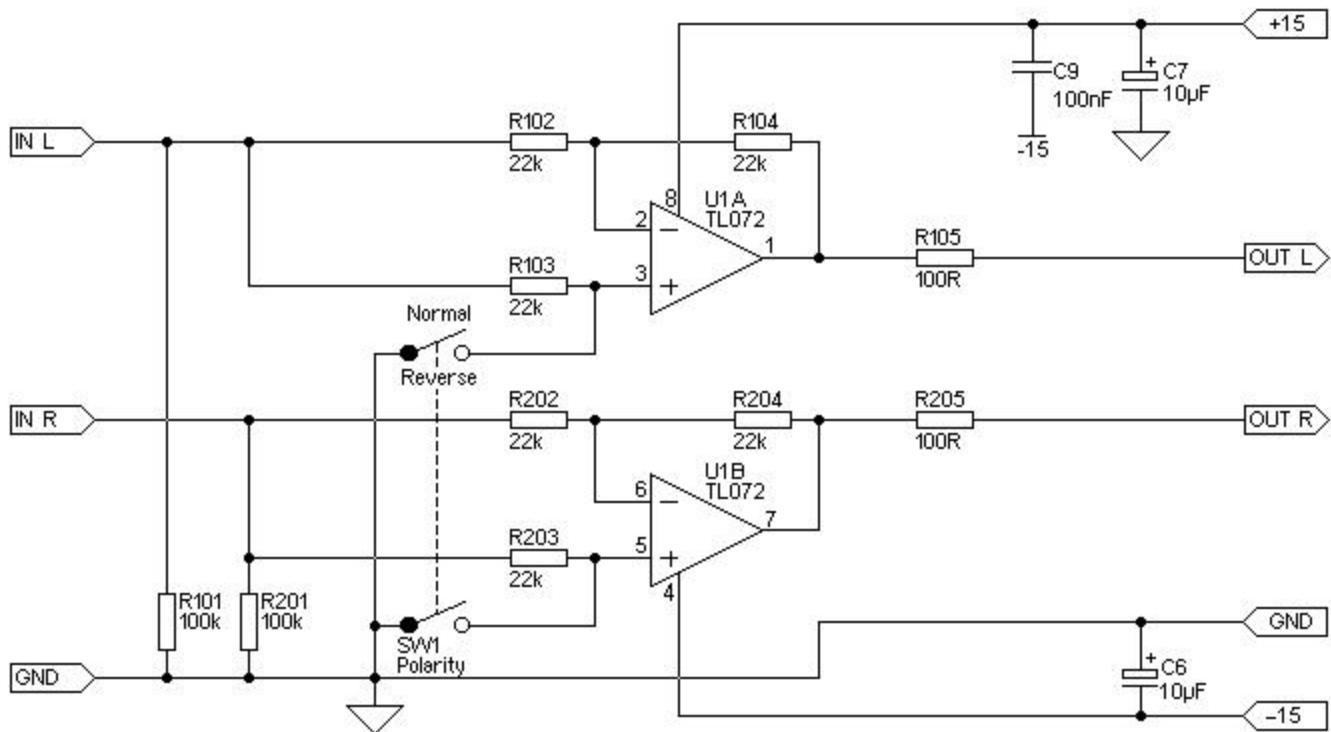 +15
C9
100nF
-15
+
C7
10µF
IN L
R102
22k
R104
22k
8
U1A
TL072
2
−
1
R103
22k
3
+
R105
100R
OUT L
Normal
Reverse
IN R
R202
22k
R204
22k
R205
100R
OUT R
U1B
TL072
6
−
7
R203
22k
5
+
4
R101
100k
R201
100k
SW1
Polarity
GND
GND
+
C6
10µF
−15